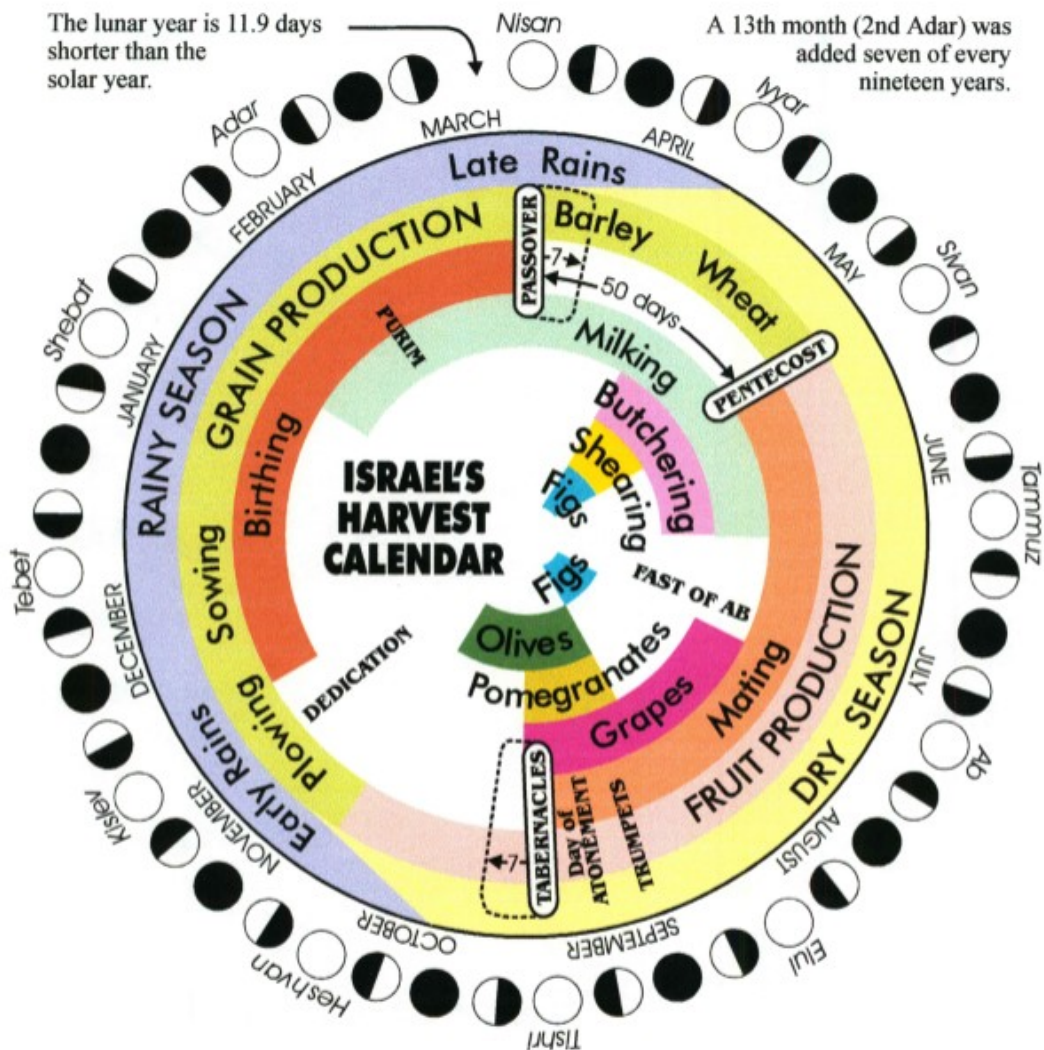 The lunar year is 11.9 days
shorter than the
solar year.
A 13th month (2nd Adar) was
added seven of every
nineteen years.
Nisan
Iyyar
Sivan
Tammuz
Ab
Elul
Tishri
Heshvan
Kislev
Tebet
Shebat
Adar
MARCH
APRIL
MAY
JUNE
JULY
AUGUST
SEPTEMBER
OCTOBER
NOVEMBER
DECEMBER
JANUARY
FEBRUARY
Late Rains
DRY SEASON
Early Rains
RAINY SEASON
GRAIN PRODUCTION
Barley
Wheat
FRUIT PRODUCTION
Plowing
Sowing
Birthing
Mating
PASSOVER
7
50 days
PENTECOST
PURIM
Milking
Butchering
Shearing
Figs
ISRAEL'S
HARVEST
CALENDAR
FAST OF AB
Figs
Olives
Pomegranates
Grapes
DEDICATION
TABERNACLES
7
Day of
ATONEMENT
TRUMPETS